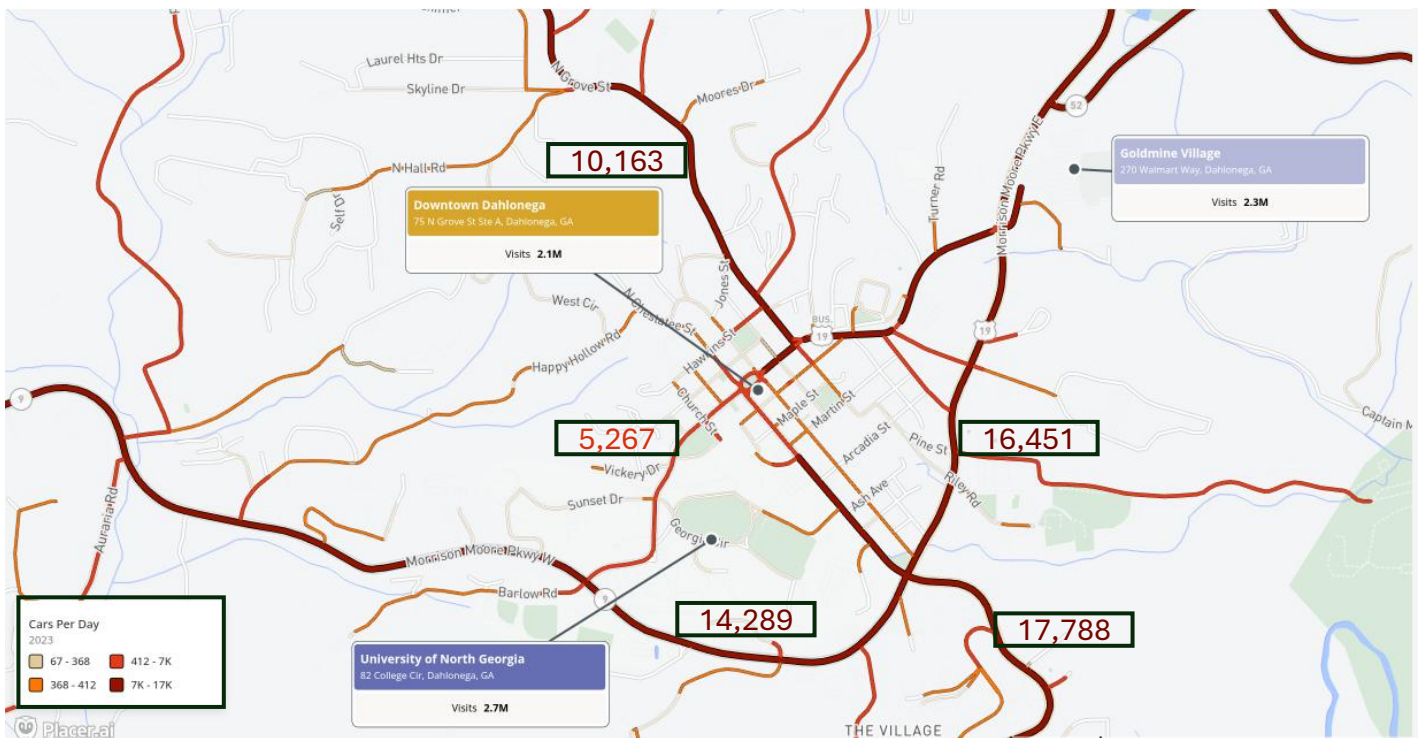 Laurel Hts Dr
Skyline Dr
N Grove St
Moores Dr
52
10,163
N Hall Rd
Self Dr
Morrison Moore Pkwy E
Goldmine Village
270 Walmart Way, Dahlonega, GA
Visits 2.3M
Turner Rd
Downtown Dahlonega
75 N Grove St Ste A, Dahlonega, GA
Visits 2.1M
Jones St
West Cir
N Chestatee St
BUS.
19
19
Hawkins St
Happy Hollow Rd
9
Church St
Maple St
Martin St
Captain M
5,267
Arcadia St
Pine St
16,451
Vickery Dr
Riley Rd
Sunset Dr
Ash Ave
Auraria Rd
Georgia Cir
Morrison Moore Pkwy W
Barlow Rd
9
14,289
17,788
Cars Per Day
2023
67 - 368
412 - 7K
368 - 412
7K - 17K
University of North Georgia
82 College Cir, Dahlonega, GA
Visits 2.7M
THE VILLAGE
Placer.ai